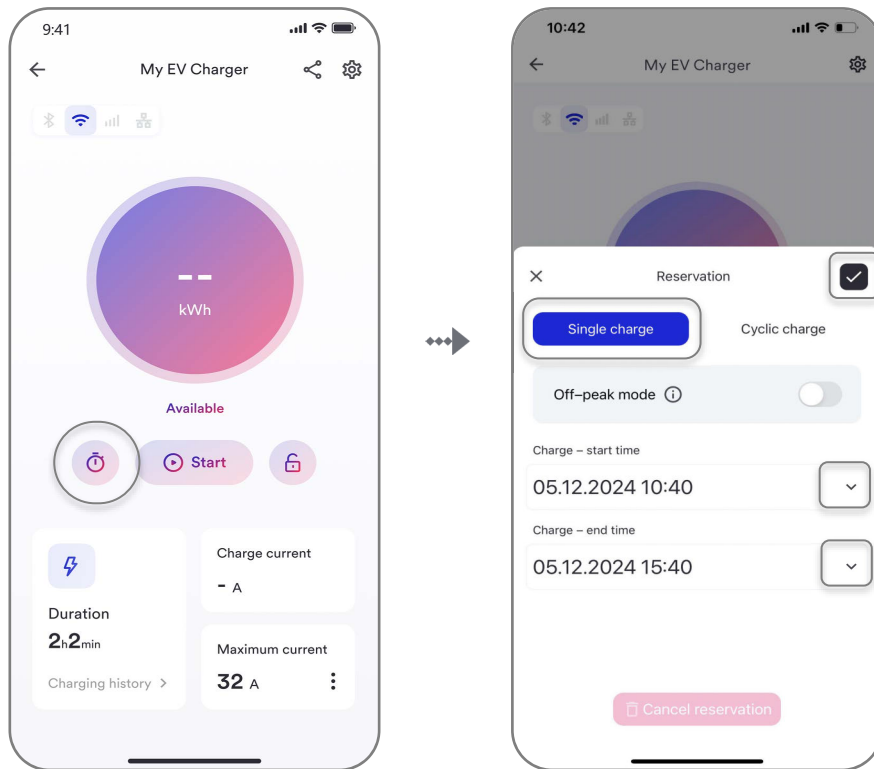 9:41
My EV Charger
--
kWh
Available
Start
Duration
2h2min
Charging history >
Charge current
- A
Maximum current
32 A
10:42
My EV Charger
Reservation
Single charge
Cyclic charge
Off-peak mode
Charge – start time
05.12.2024 10:40
Charge – end time
05.12.2024 15:40
Cancel reservation